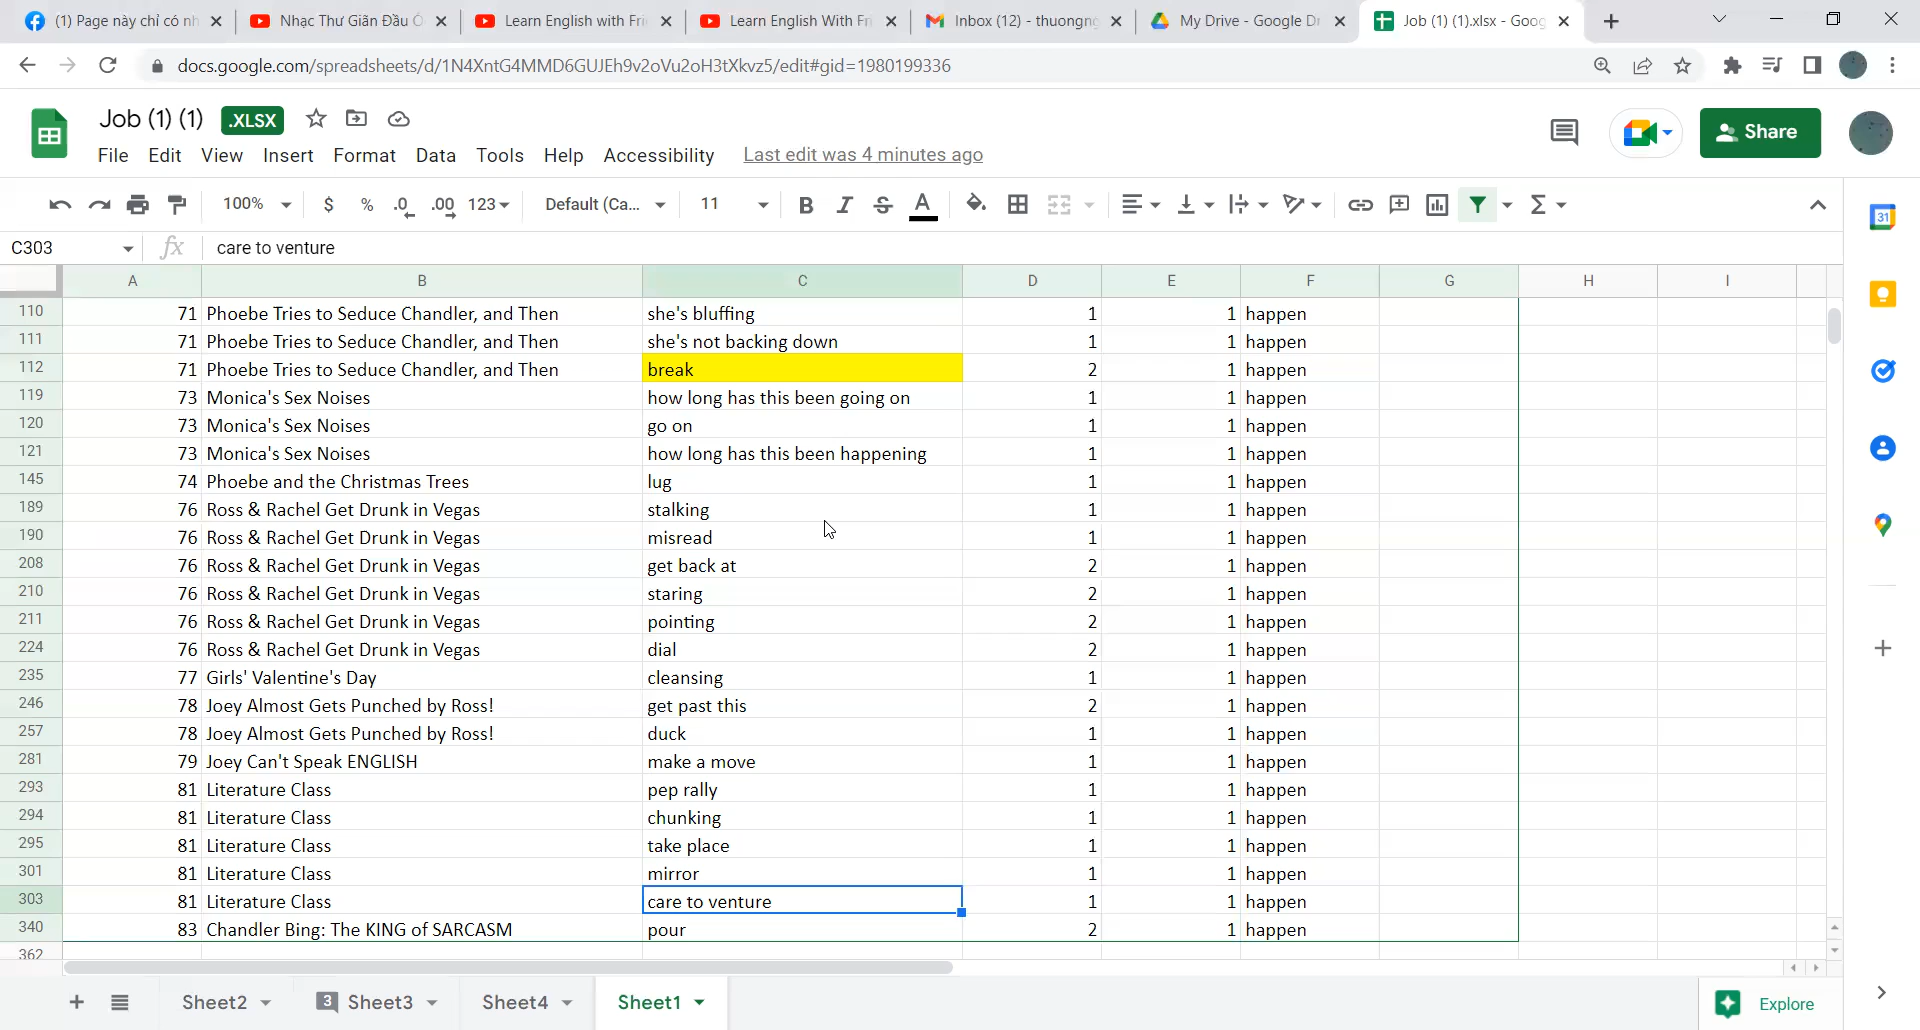 (1) Page này chỉ có nh
Nhạc Thư Giãn Đầu Ó
Learn English with Frie
Learn English With Fri
Inbox (12) - thuongng
My Drive - Google Dr
Job (1) (1).xlsx - Goog
docs.google.com/spreadsheets/d/1N4XntG4MMD6GUJEh9v2oVu2oH3tXkvz5/edit#gid=1980199336
Job (1) (1) .XLSX
File Edit View Insert Format Data Tools Help Accessibility Last edit was 4 minutes ago
Share
100% $ % .0 .00 123 Default (Ca... 11 B I S A Σ
C303 fx care to venture
A B C D E F G H I
110 71 Phoebe Tries to Seduce Chandler, and Then she's bluffing 1 1 happen
111 71 Phoebe Tries to Seduce Chandler, and Then she's not backing down 1 1 happen
112 71 Phoebe Tries to Seduce Chandler, and Then break 2 1 happen
119 73 Monica's Sex Noises how long has this been going on 1 1 happen
120 73 Monica's Sex Noises go on 1 1 happen
121 73 Monica's Sex Noises how long has this been happening 1 1 happen
145 74 Phoebe and the Christmas Trees lug 1 1 happen
189 76 Ross & Rachel Get Drunk in Vegas stalking 1 1 happen
190 76 Ross & Rachel Get Drunk in Vegas misread 1 1 happen
208 76 Ross & Rachel Get Drunk in Vegas get back at 2 1 happen
210 76 Ross & Rachel Get Drunk in Vegas staring 2 1 happen
211 76 Ross & Rachel Get Drunk in Vegas pointing 2 1 happen
224 76 Ross & Rachel Get Drunk in Vegas dial 2 1 happen
235 77 Girls' Valentine's Day cleansing 1 1 happen
246 78 Joey Almost Gets Punched by Ross! get past this 2 1 happen
257 78 Joey Almost Gets Punched by Ross! duck 1 1 happen
281 79 Joey Can't Speak ENGLISH make a move 1 1 happen
293 81 Literature Class pep rally 1 1 happen
294 81 Literature Class chunking 1 1 happen
295 81 Literature Class take place 1 1 happen
301 81 Literature Class mirror 1 1 happen
303 81 Literature Class care to venture 1 1 happen
340 83 Chandler Bing: The KING of SARCASM pour 2 1 happen
362
31
Sheet2 3 Sheet3 Sheet4 Sheet1 Explore